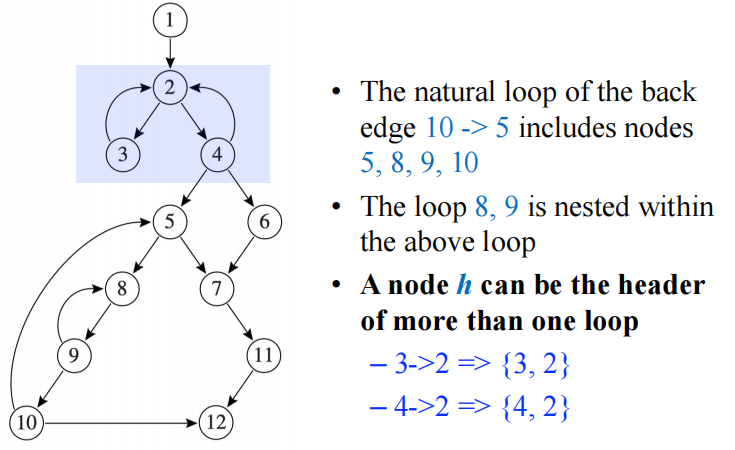 1
2
3
4
5
6
8
7
9
11
10
12
• The natural loop of the back
edge 10 -> 5 includes nodes
5, 8, 9, 10
• The loop 8, 9 is nested within
the above loop
• A node h can be the header
of more than one loop
– 3->2 => {3, 2}
– 4->2 => {4, 2}